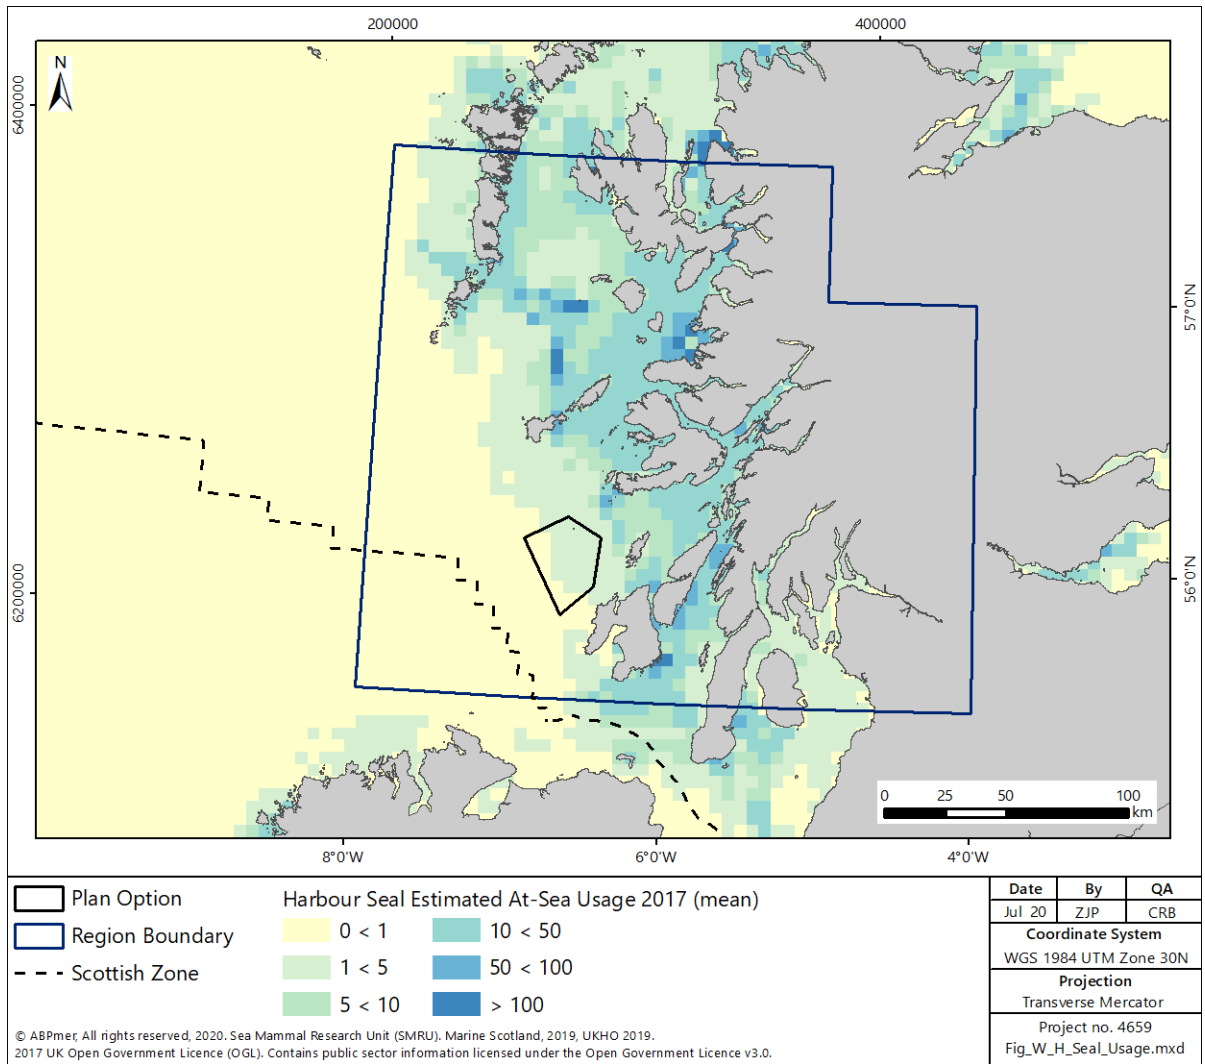 200000
400000
N
6400000
57°0'N
6200000
56°0'N
0
25
50
100
km
8°0'W
6°0'W
4°0'W
Plan Option
Region Boundary
Scottish Zone
Harbour Seal Estimated At-Sea Usage 2017 (mean)
0 < 1
1 < 5
5 < 10
10 < 50
50 < 100
> 100
Date By QA
Jul 20 ZJP CRB
Coordinate System
WGS 1984 UTM Zone 30N
Projection
Transverse Mercator
Project no. 4659
Fig_W_H_Seal_Usage.mxd
© ABPmer, All rights reserved, 2020. Sea Mammal Research Unit (SMRU). Marine Scotland, 2019, UKHO 2019.
2017 UK Open Government Licence (OGL). Contains public sector information licensed under the Open Government Licence v3.0.